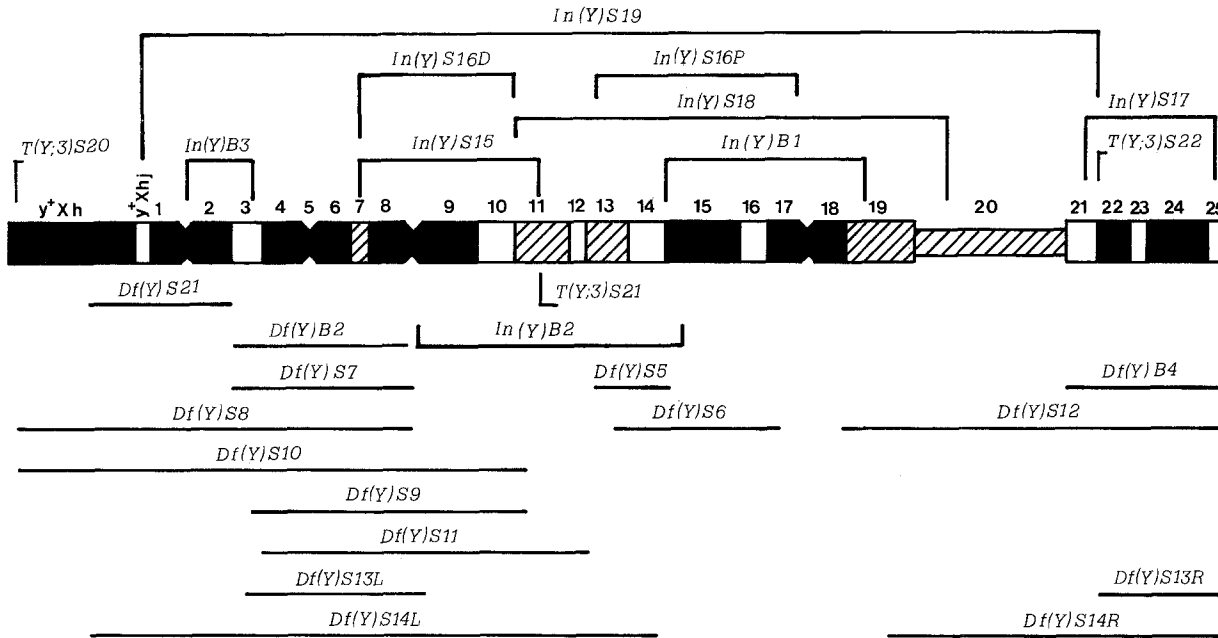 In(Y)S19
In(Y)S16D
In(Y)S16P
In(Y)S18
In(Y)S17
T(Y;3)S20
In(Y)B3
In(Y)S15
In(Y)B1
T(Y;3)S22
y+Xh y+Xhj 1 2 3 4 5 6 7 8 9 10 11 12 13 14 15 16 17 18 19 20 21 22 23 24 25
Df(Y)S21
T(Y;3)S21
Df(Y)B2
In(Y)B2
Df(Y)S7
Df(Y)S5
Df(Y)B4
Df(Y)S8
Df(Y)S6
Df(Y)S12
Df(Y)S10
Df(Y)S9
Df(Y)S11
Df(Y)S13L
Df(Y)S13R
Df(Y)S14L
Df(Y)S14R